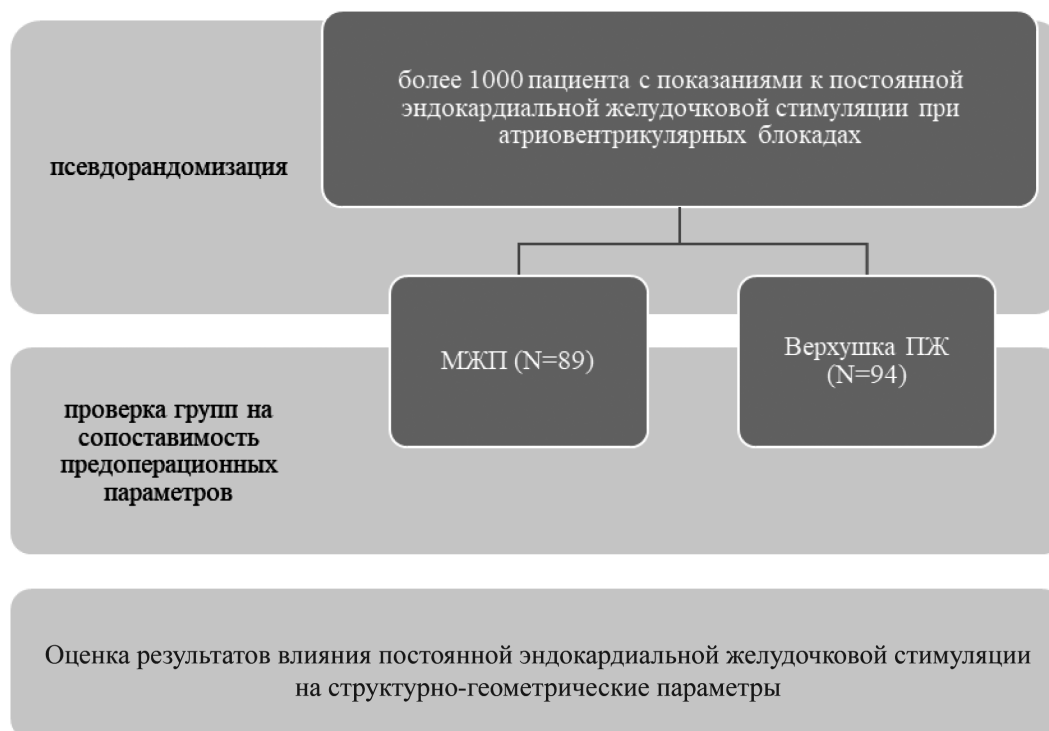 более 1000 пациента с показаниями к постоянной
эндокардиальной желудочковой стимуляции при
атриовентрикулярных блокадах
псевдорандомизация
МЖП (N=89)
Верхушка ПЖ
(N=94)
проверка групп на
сопоставимость
предоперационных
параметров
Оценка результатов влияния постоянной эндокардиальной желудочковой стимуляции
на структурно-геометрические параметры